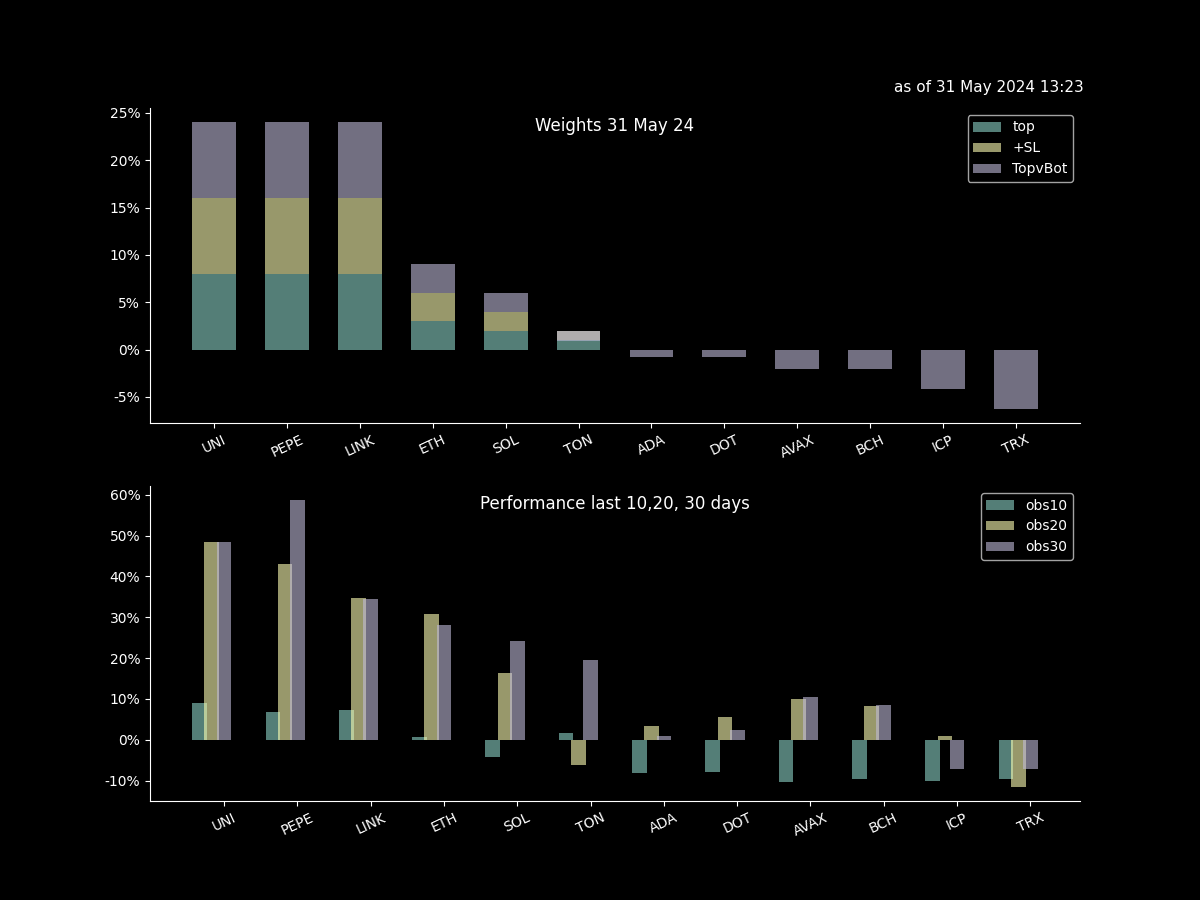 as of 31 May 2024 13:23
Weights 31 May 24
25%
20%
15%
10%
5%
0%
-5%
top
+SL
TopvBot
UNI PEPE LINK ETH SOL TON ADA DOT AVAX BCH ICP TRX
Performance last 10,20, 30 days
60%
50%
40%
30%
20%
10%
0%
-10%
obs10
obs20
obs30
UNI PEPE LINK ETH SOL TON ADA DOT AVAX BCH ICP TRX